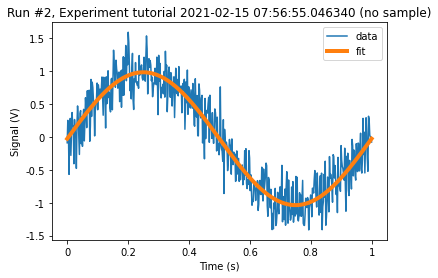 Run #2, Experiment tutorial 2021-02-15 07:56:55.046340 (no sample)
data
fit
1.5
1
0.5
0
-0.5
-1
-1.5
Signal (V)
0
0.2
0.4
0.6
0.8
1
Time (s)